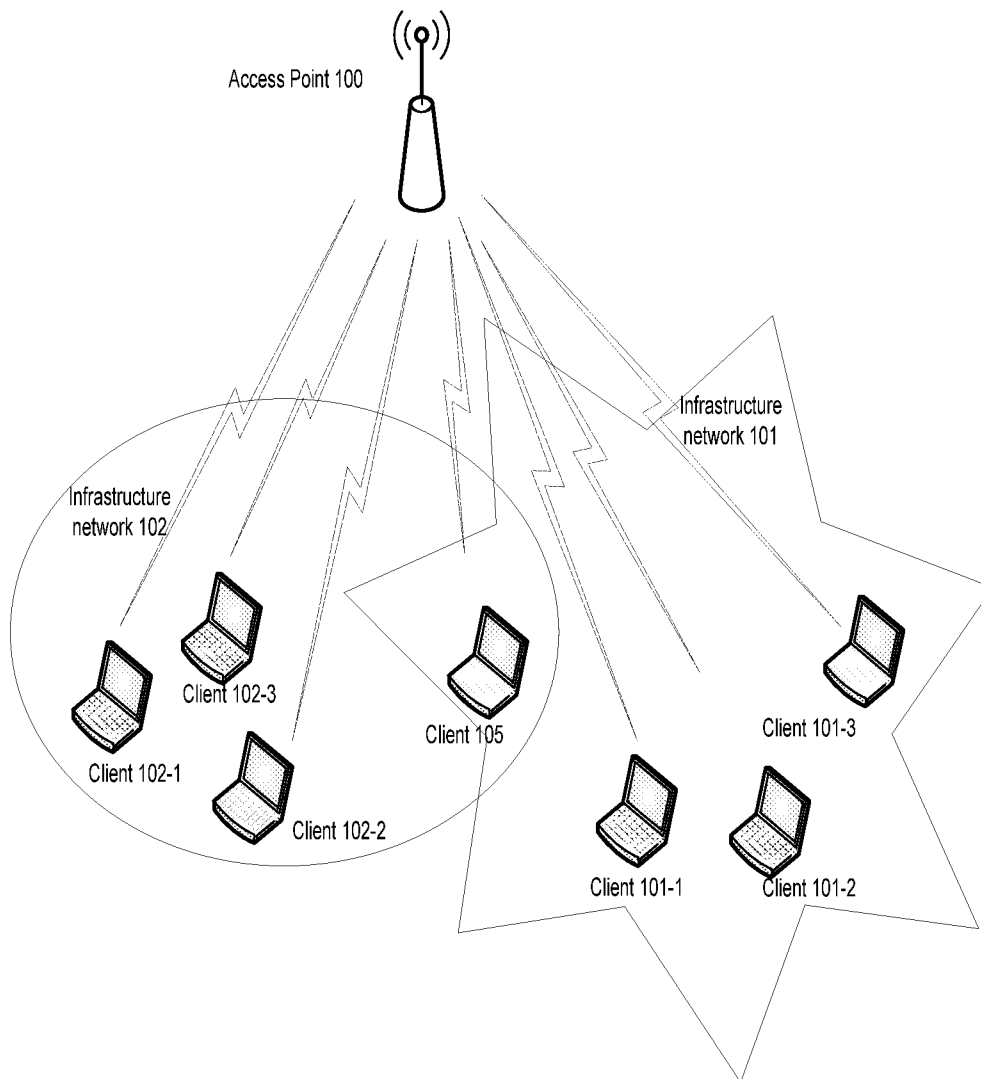 Access Point 100
Infrastructure
network 101
Infrastructure
network 102
Client 102-3
Client 105
Client 101-3
Client 102-1
Client 102-2
Client 101-1
Client 101-2